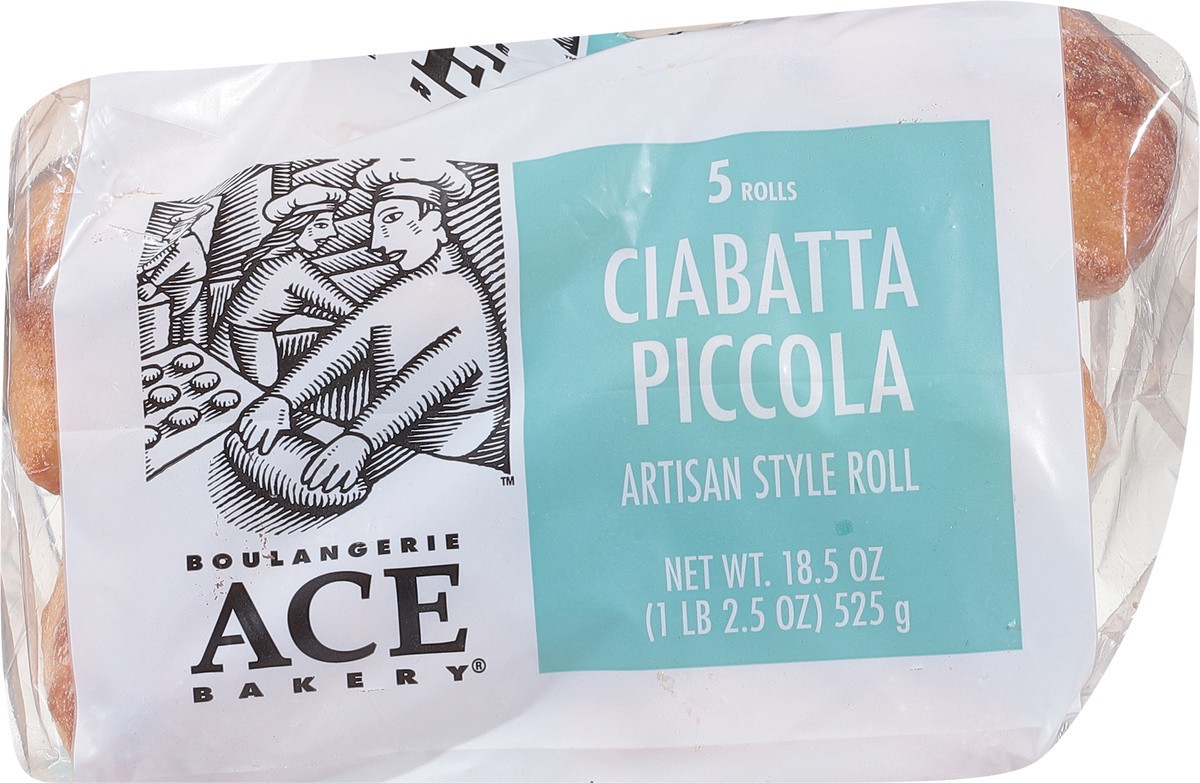 5 ROLLS
CIABATTA
PICCOLA
ARTISAN STYLE ROLL
NET WT. 18.5 OZ
(1 LB 2.5 OZ) 525 g
TM
BOULANGERIE
ACE
BAKERY®